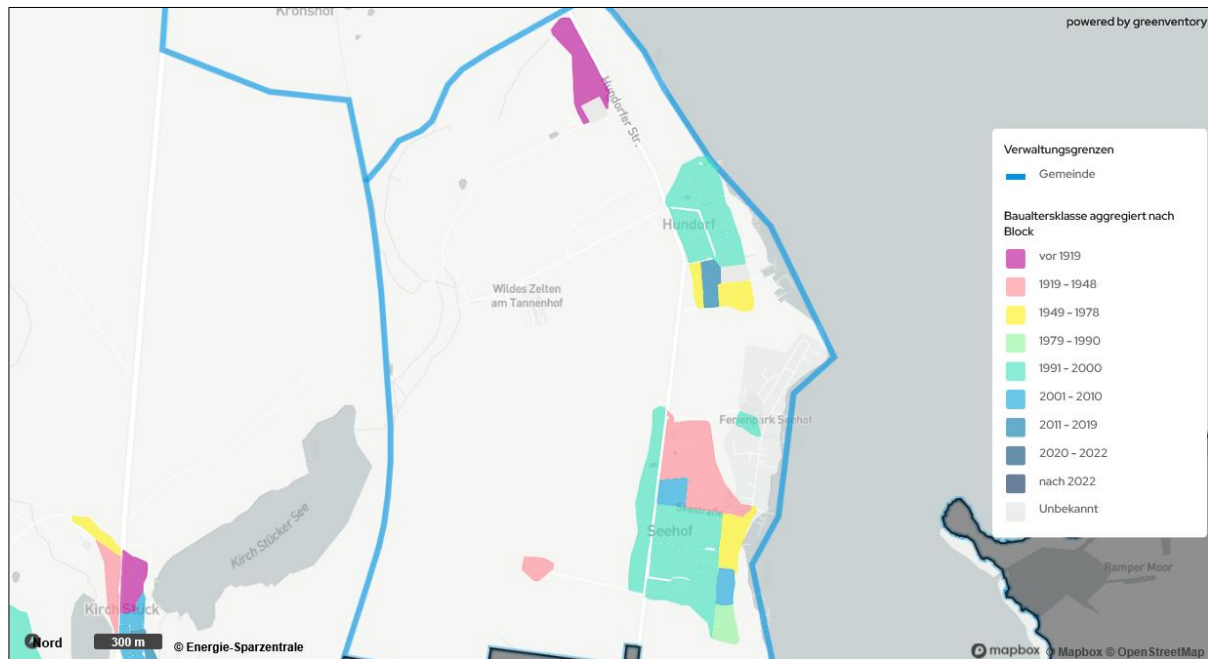 Kronshof
powered by greenventory
Hundorfer Str.
Verwaltungsgrenzen
Gemeinde
Baualtersklasse aggregiert nach
Block
vor 1919
1919 – 1948
1949 – 1978
1979 – 1990
1991 – 2000
2001 – 2010
2011 – 2019
2020 – 2022
nach 2022
Unbekannt
Hundorf
Wildes Zelten
am Tannenhof
Ferienpark Seehof
Seestraße
Seehof
Kirch Stücker See
Kirch Stück
Ramper Moor
Nord
300 m
© Energie-Sparzentrale
mapbox © Mapbox © OpenStreetMap